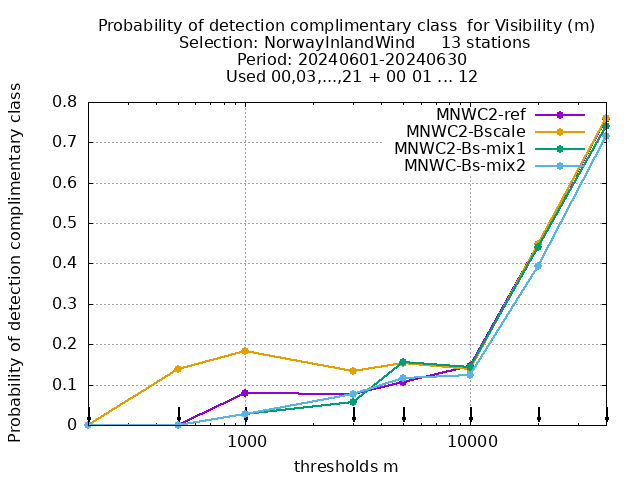 Probability of detection complimentary class  for Visibility (m)
Selection: NorwayInlandWind     13 stations
Period: 20240601-20240630
Used 00,03,...,21 + 00 01 ... 12
Probability of detection complimentary class
0.8
0.7
0.6
0.5
0.4
0.3
0.2
0.1
0
MNWC2-ref
MNWC2-Bscale
MNWC2-Bs-mix1
MNWC-Bs-mix2
1000
10000
thresholds m